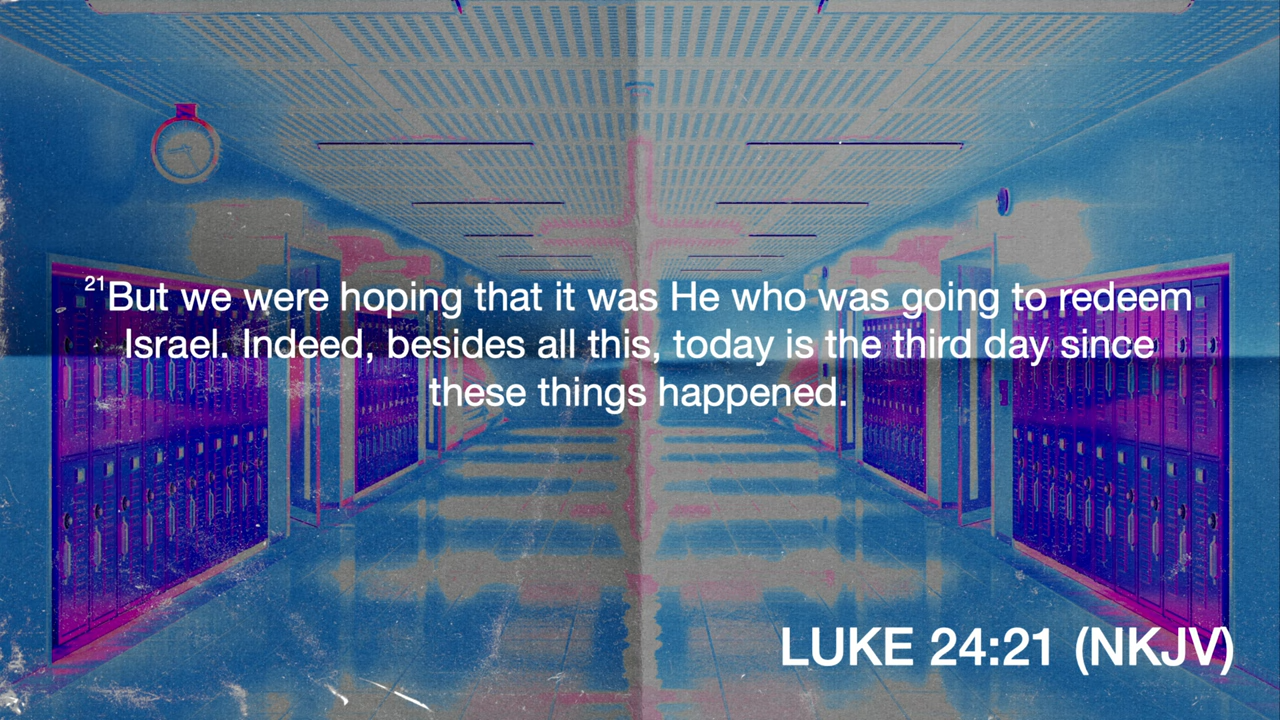 21But we were hoping that it was He who was going to redeem
Israel. Indeed, besides all this, today is the third day since
these things happened.
LUKE 24:21 (NKJV)